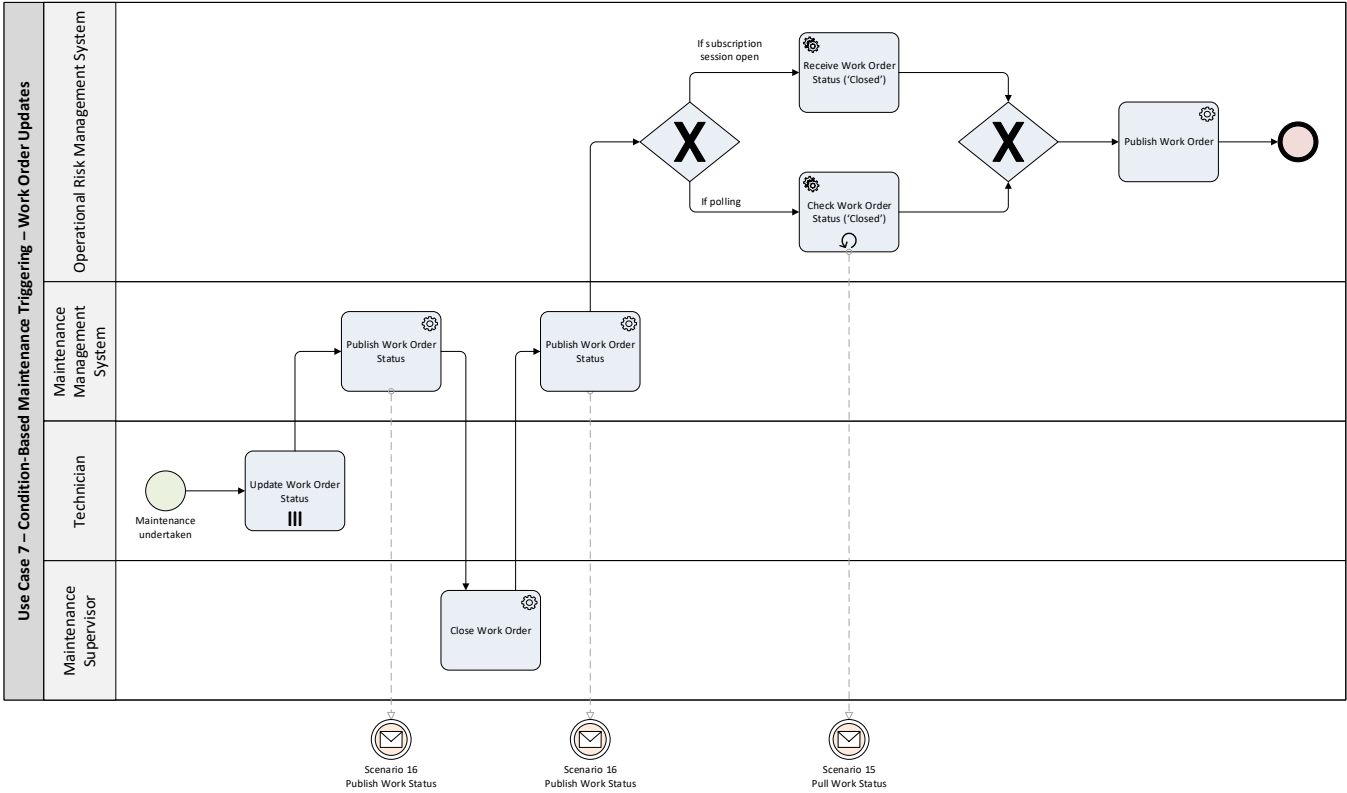 Use Case 7 – Condition-Based Maintenance Triggering – Work Order Updates
Operational Risk Management System
If subscription
session open
Receive Work Order
Status (‘Closed’)
X
X
Publish Work Order
If polling
Check Work Order
Status (‘Closed’)
Maintenance
Management
System
Publish Work Order
Status
Publish Work Order
Status
Technician
Maintenance
undertaken
Update Work Order
Status
Maintenance
Supervisor
Close Work Order
Scenario 16
Publish Work Status
Scenario 16
Publish Work Status
Scenario 15
Pull Work Status